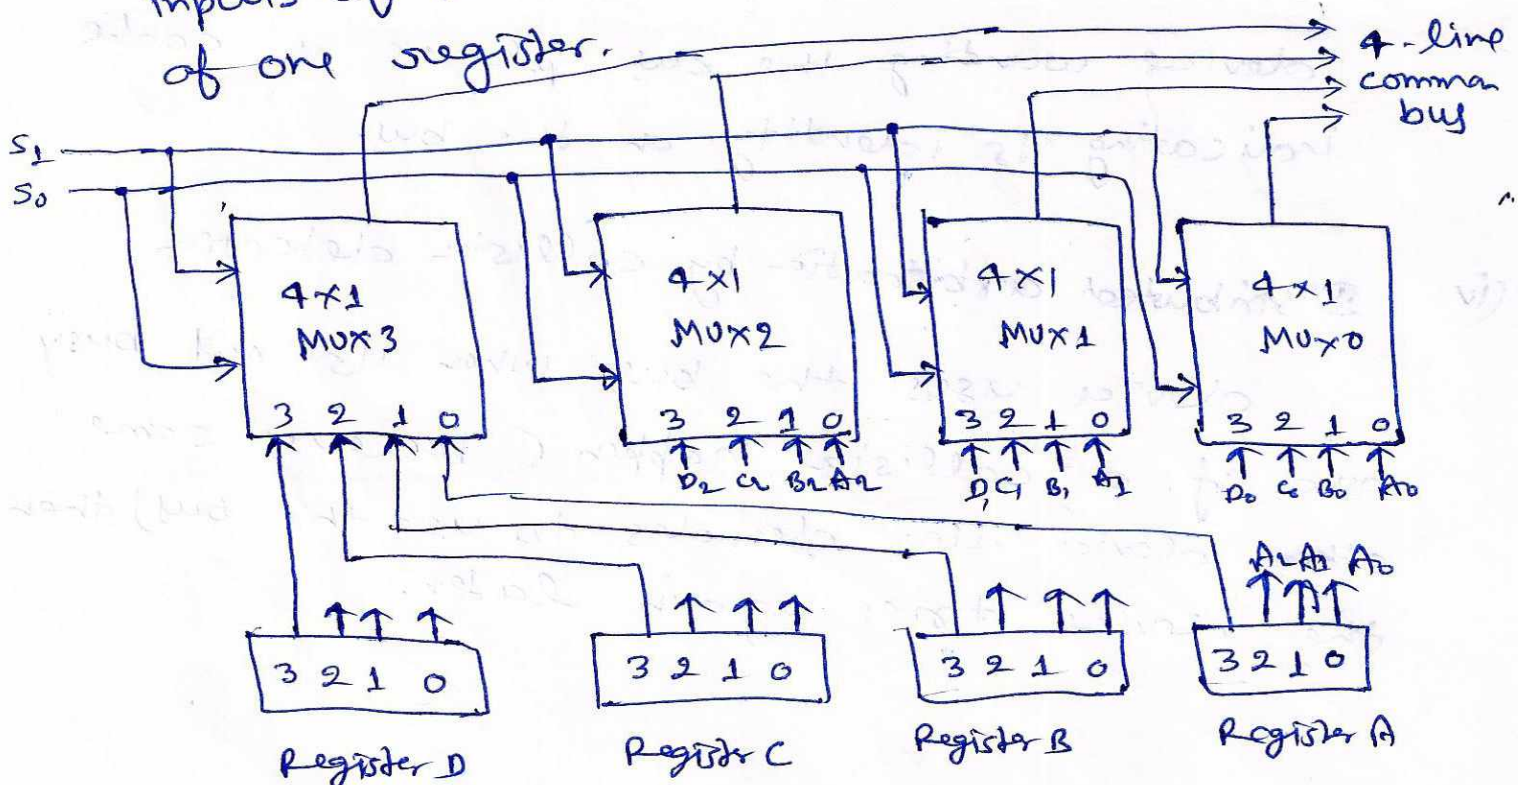 of one register.
4-line
common
bus
S1
S0
4×1
MUX3
3 2 1 0
4×1
MUX2
3 2 1 0
D2 C2 B2 A2
4×1
MUX1
3 2 1 0
D1 C1 B1 A1
4×1
MUX0
3 2 1 0
D0 C0 B0 A0
A2 A1 A0
3 2 1 0
Register D
3 2 1 0
Register C
3 2 1 0
Register B
3 2 1 0
Register A